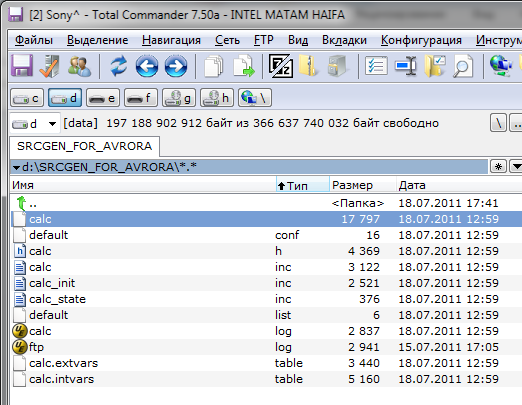 [2] Sony^ - Total Commander 7.50a - INTEL MATAM HAIFA
Файлы Выделение Навигация Сеть FTP Вид Вкладки Конфигурация Инструм
c d e f g h \
d [data] 197 188 902 912 байт из 366 637 740 032 байт свободно \ ..
SRCGEN_FOR_AVRORA
d:\SRCGEN_FOR_AVRORA\*.* *
Имя Тип Размер Дата
.. <Папка> 18.07.2011 17:41
calc 17 797 18.07.2011 12:59
default conf 16 18.07.2011 12:59
calc h 4 369 18.07.2011 12:59
calc inc 3 122 18.07.2011 12:59
calc_init inc 2 521 18.07.2011 12:59
calc_state inc 376 18.07.2011 12:59
default list 6 18.07.2011 12:59
calc log 2 837 18.07.2011 12:59
ftp log 2 941 15.07.2011 17:05
calc.extvars table 3 440 18.07.2011 12:59
calc.intvars table 5 160 18.07.2011 12:59